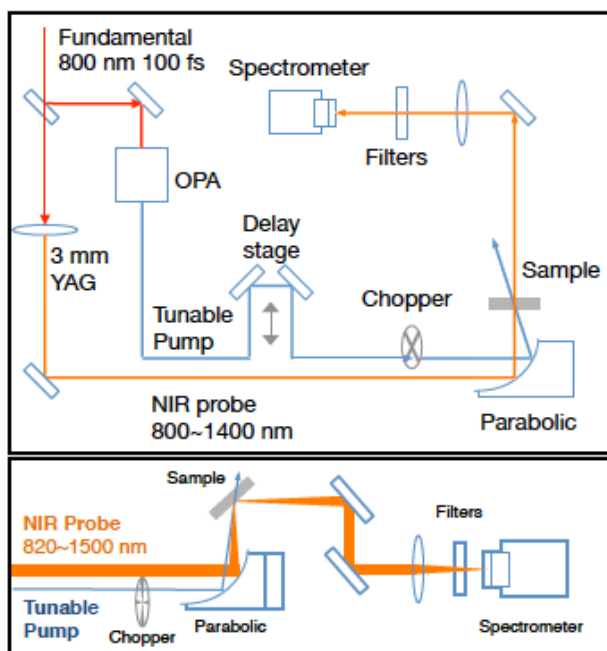 Fundamental
800 nm 100 fs
Spectrometer
Filters
OPA
3 mm
YAG
Delay
stage
Sample
Chopper
Tunable
Pump
NIR probe
800~1400 nm
Parabolic
Sample
NIR Probe
820~1500 nm
Filters
Tunable
Pump
Chopper
Parabolic
Spectrometer